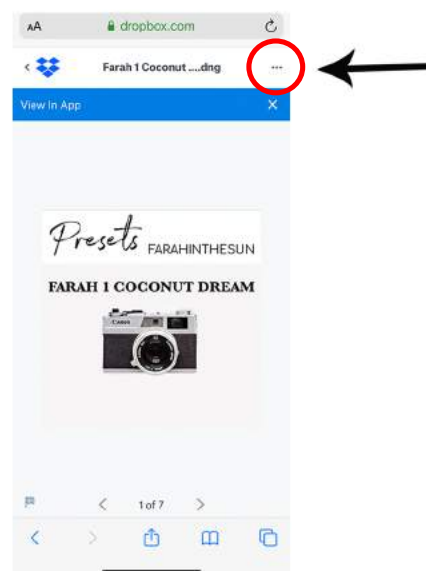 AA dropbox.com
Farah 1 Coconut ....dng ...
View In App ×
Presets FARAHINTHESUN
FARAH 1 COCONUT DREAM
Canon
1 of 7